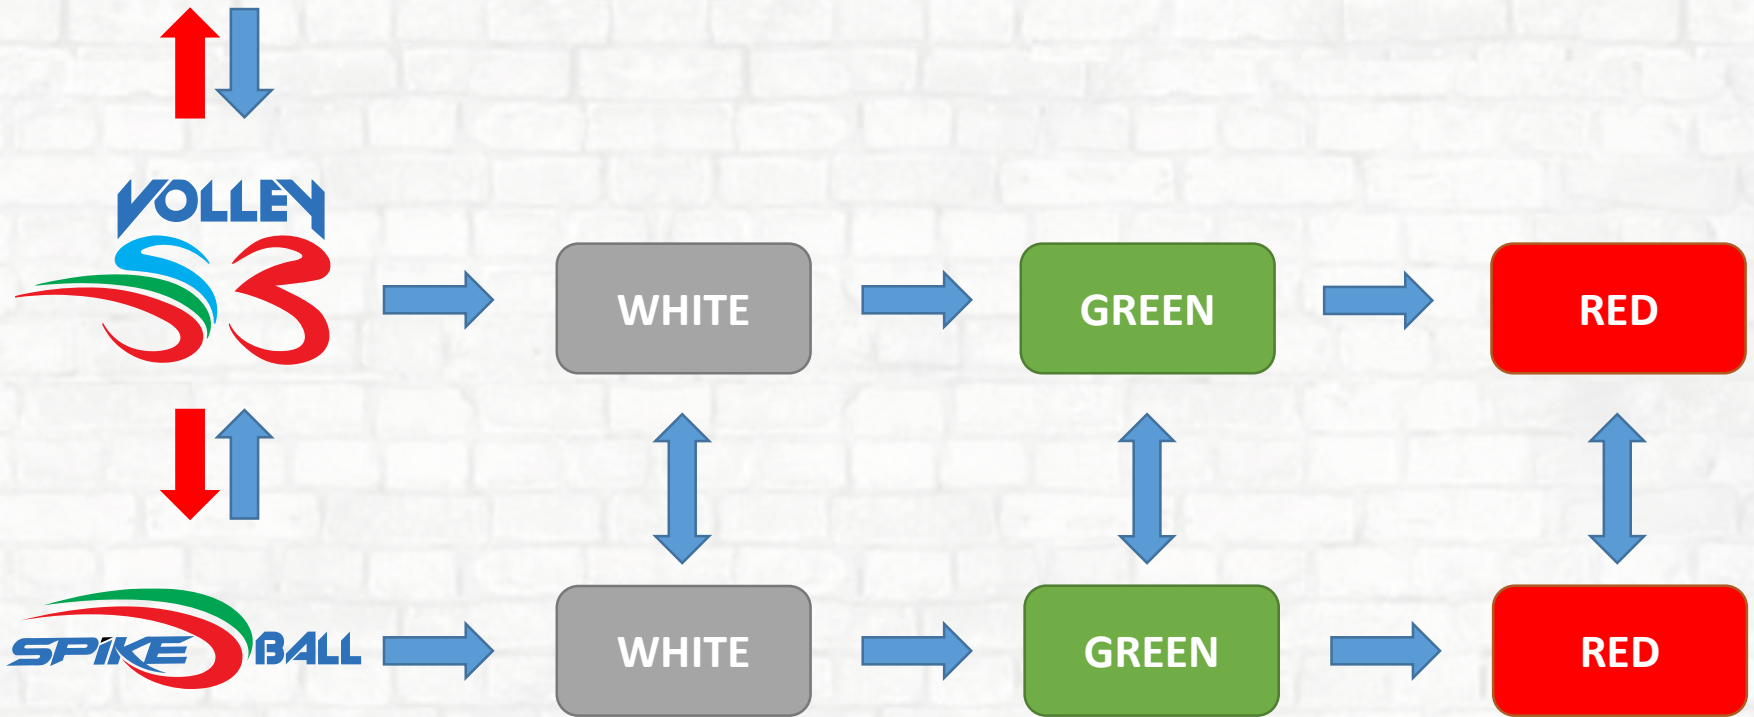 VOLLEY
S3
WHITE
GREEN
RED
SPIKE BALL
WHITE
GREEN
RED